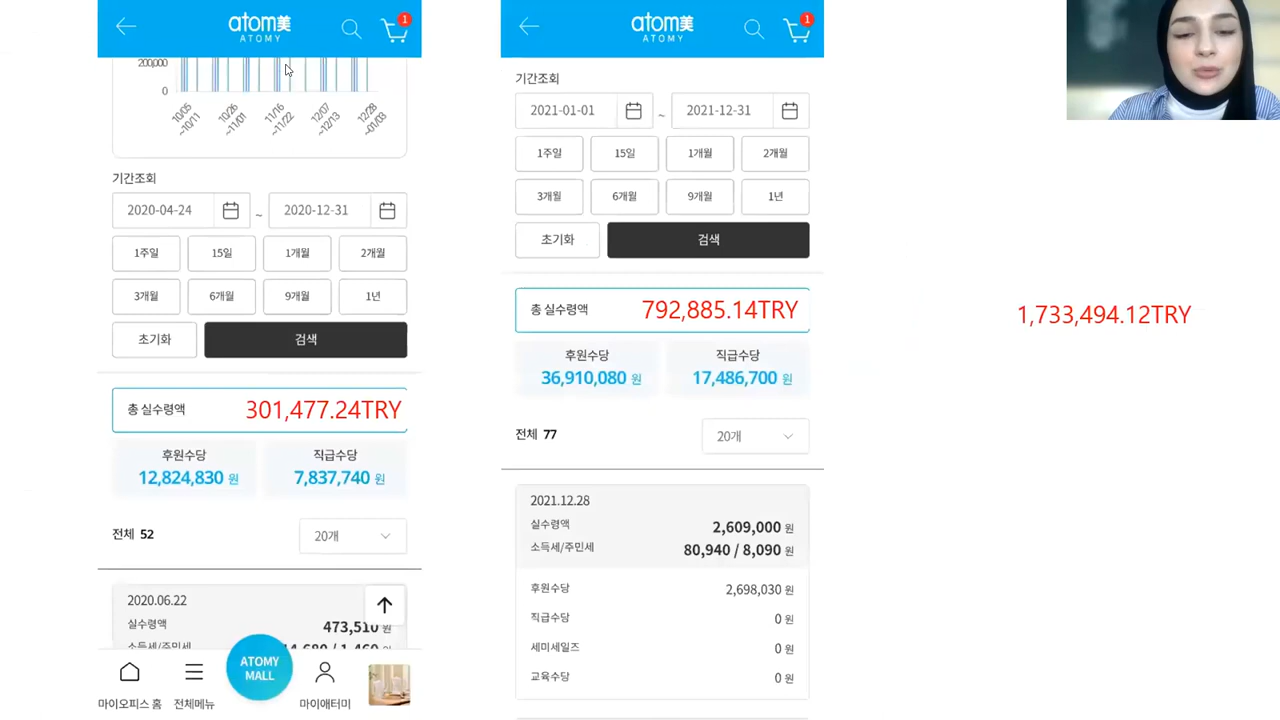 atom美
ATOMY
1
200,000
0
10/05
~10/11
10/26
~11/01
11/16
~11/22
12/07
~12/13
12/28
~01/03
기간조회
2020-04-24 ~ 2020-12-31
1주일 15일 1개월 2개월
3개월 6개월 9개월 1년
초기화 검색
총 실수령액 301,477.24TRY
후원수당 직급수당
12,824,830 원 7,837,740 원
전체 52 20개
2020.06.22
실수령액 473,510 원
소득세/주민세 14,680 / 1,460
ATOMY
MALL
마이오피스 홈 전체메뉴 마이애터미
atom美
ATOMY
1
기간조회
2021-01-01 ~ 2021-12-31
1주일 15일 1개월 2개월
3개월 6개월 9개월 1년
초기화 검색
총 실수령액 792,885.14TRY
후원수당 직급수당
36,910,080 원 17,486,700 원
전체 77 20개
2021.12.28
실수령액 2,609,000 원
소득세/주민세 80,940 / 8,090 원
후원수당 2,698,030 원
직급수당 0 원
세미세일즈 0 원
교육수당 0 원
1,733,494.12TRY